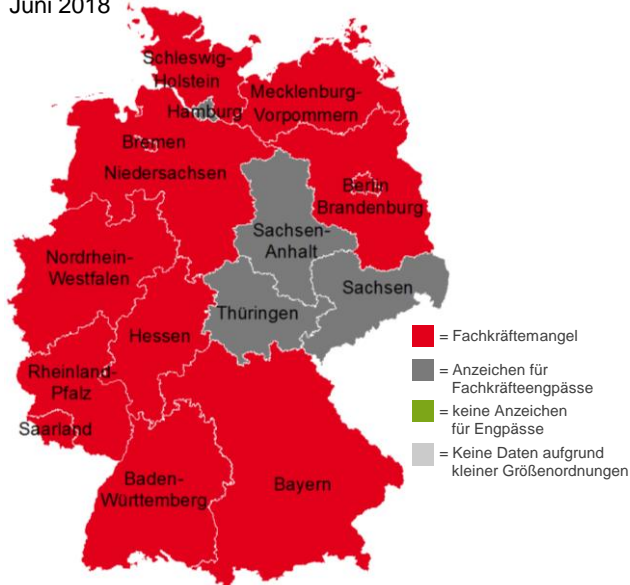 Juni 2018
Schleswig-
Holstein
Mecklenburg-
Vorpommern
Hamburg
Bremen
Niedersachsen
Berlin
Brandenburg
Sachsen-
Anhalt
Nordrhein-
Westfalen
Sachsen
Thüringen
Hessen
Rheinland-
Pfalz
Saarland
Baden-
Württemberg
Bayern
= Fachkräftemangel
= Anzeichen für
Fachkräfteengpässe
= keine Anzeichen
für Engpässe
= Keine Daten aufgrund
kleiner Größenordnungen